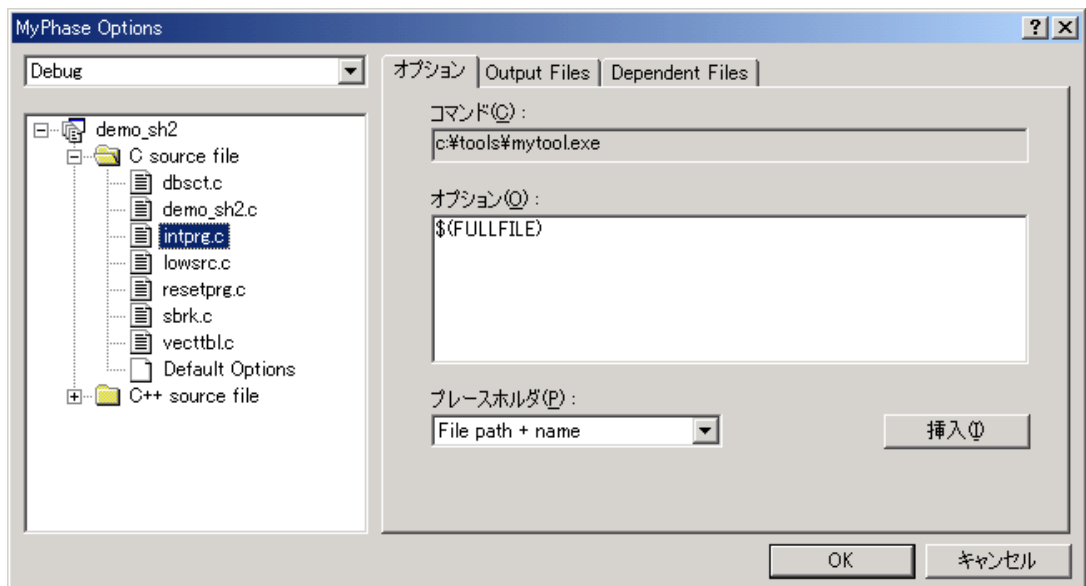 MyPhase Options
Debug
demo_sh2
C source file
dbsct.c
demo_sh2.c
intprg.c
lowsrc.c
resetprg.c
sbrk.c
vecttbl.c
Default Options
C++ source file
オプション Output Files Dependent Files
コマンド(C) :
c:¥tools¥mytool.exe
オプション(O) :
$(FULLFILE)
プレースホルダ(P) :
File path + name
挿入(I)
OK キャンセル